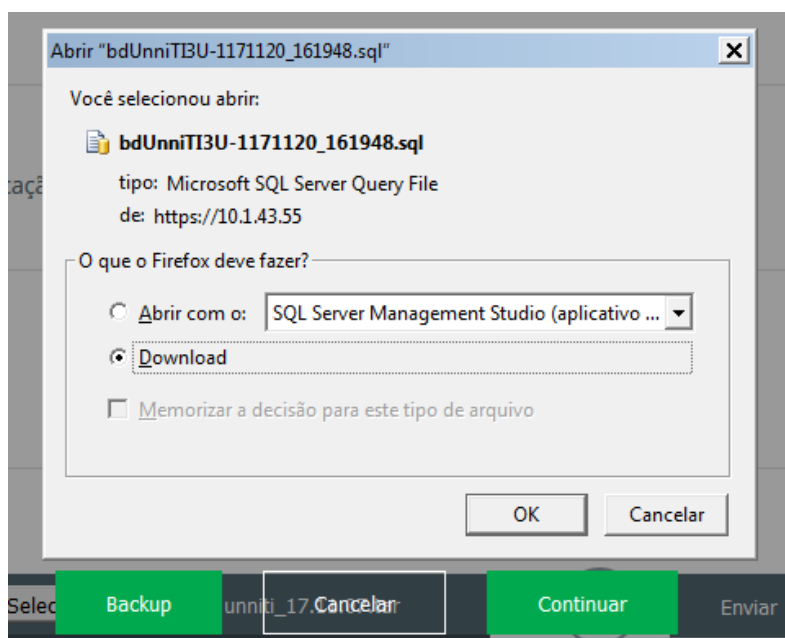 Abrir "bdUnniTI3U-1171120_161948.sql"
Você selecionou abrir:
bdUnniTI3U-1171120_161948.sql
tipo: Microsoft SQL Server Query File
de: https://10.1.43.55
O que o Firefox deve fazer?
Abrir com o: SQL Server Management Studio (aplicativo ...
Download
Memorizar a decisão para este tipo de arquivo
OK Cancelar
Selec Backup unniti_17. Cancelar Continuar Enviar